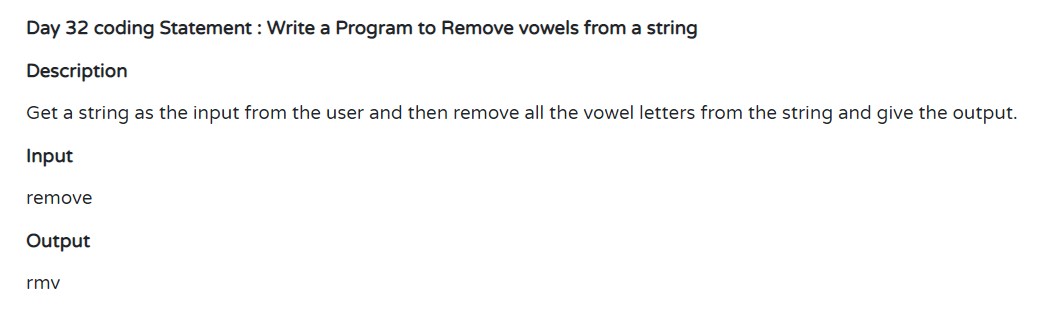 Day 32 coding Statement : Write a Program to Remove vowels from a string
Description
Get a string as the input from the user and then remove all the vowel letters from the string and give the output.
Input
remove
Output
rmv